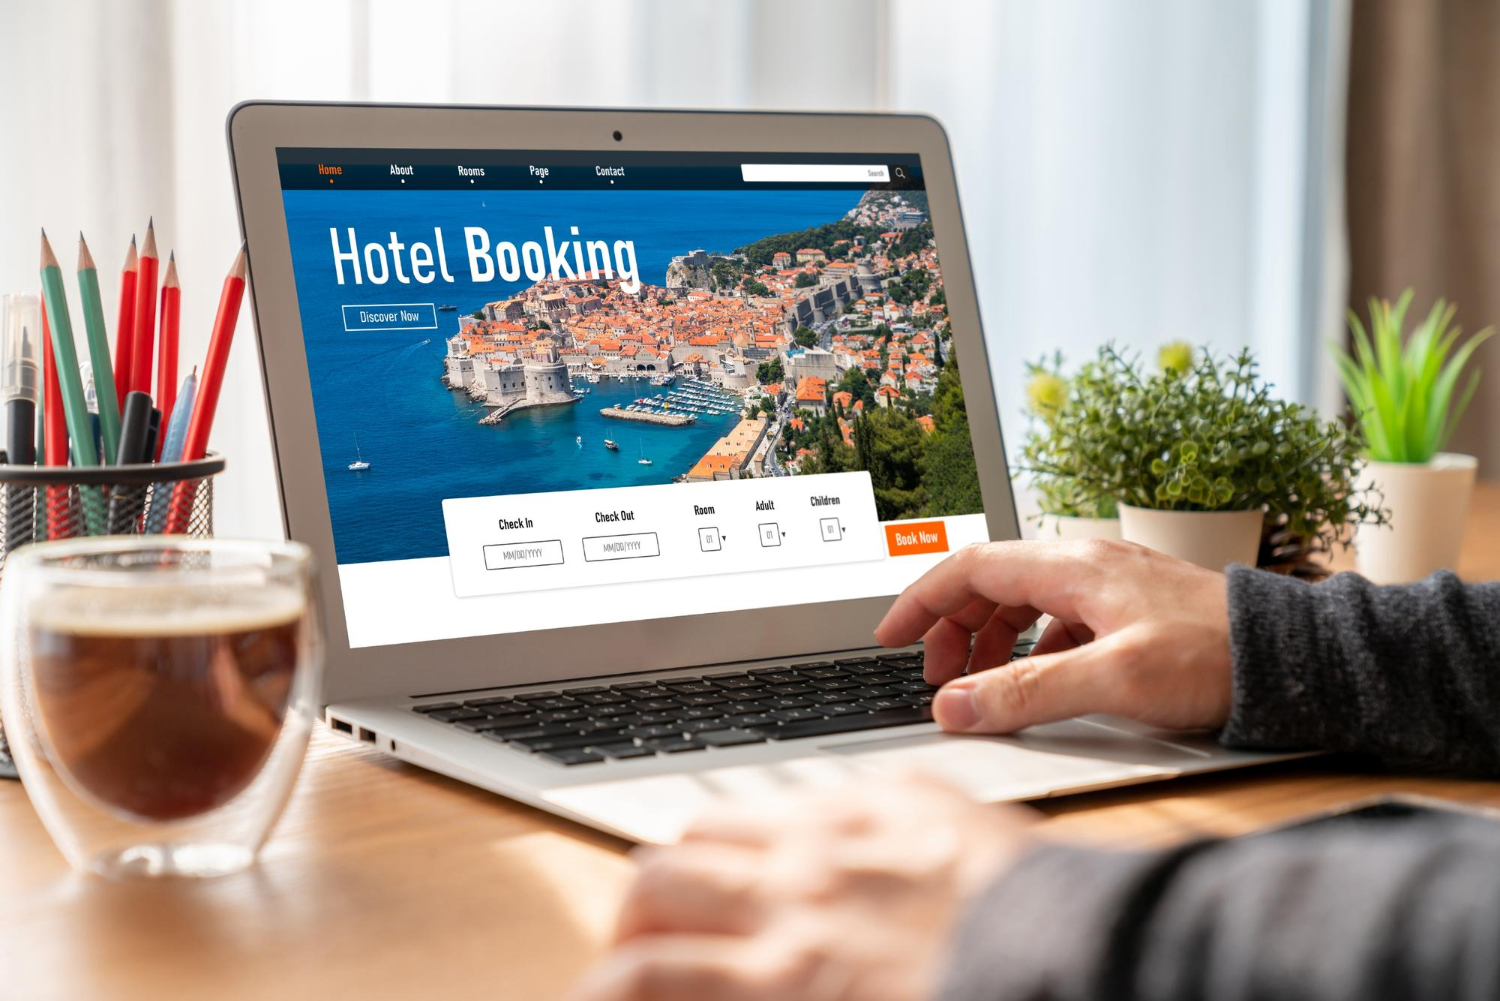 Home About Rooms Page Contact Search
Hotel Booking
Discover Now
Check In Check Out Room Adult Children
MM/DD/YYYY MM/DD/YYYY 01 01 01
Book Now